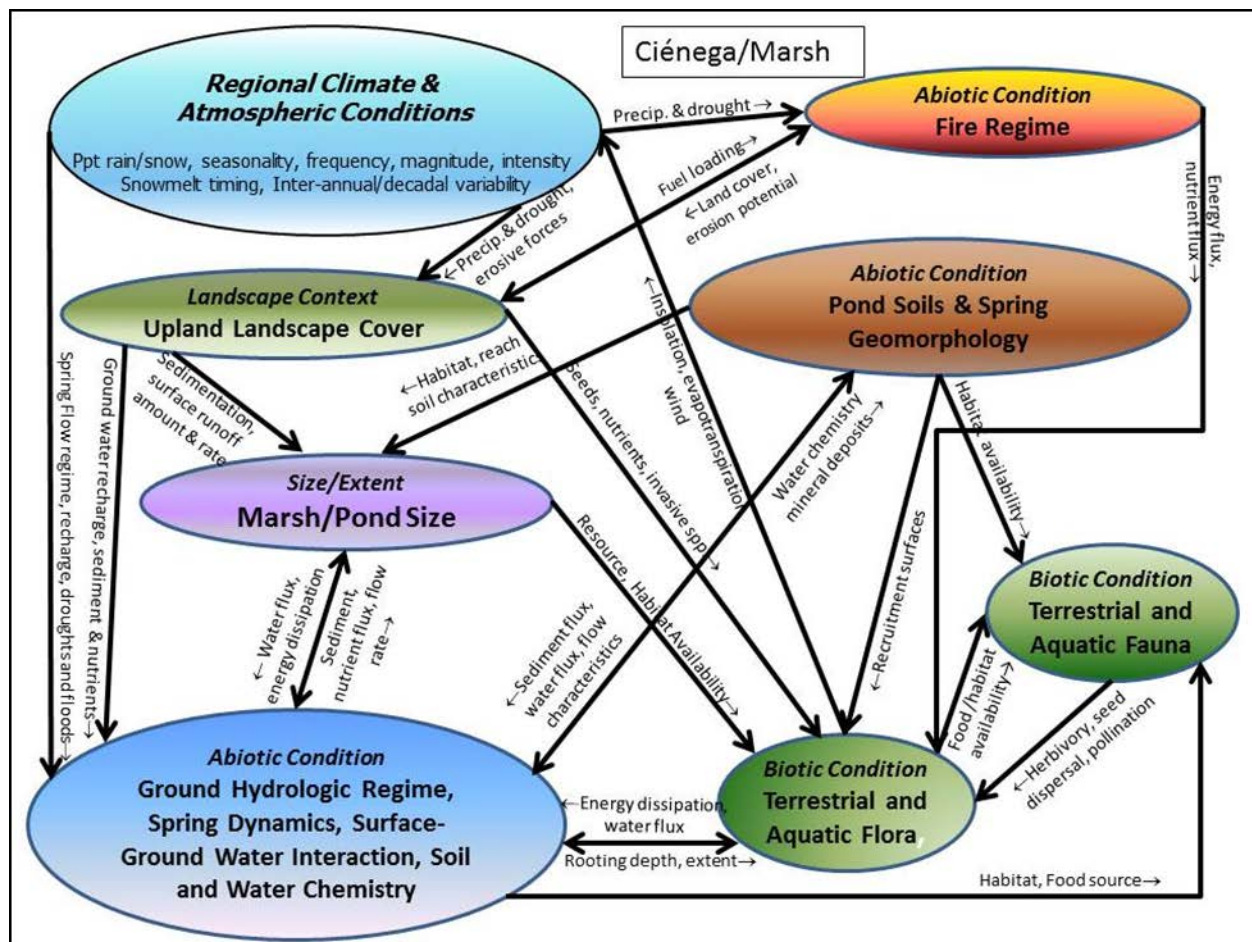 Ciénega/Marsh
Regional Climate &
Atmospheric Conditions
Ppt rain/snow, seasonality, frequency, magnitude, intensity
Snowmelt timing, Inter-annual/decadal variability
Precip. & drought→
Abiotic Condition
Fire Regime
Fuel loading→
←Land cover,
erosion potential
Energy flux,
nutrient flux→
←Precip.& drought,
erosive forces
Landscape Context
Upland Landscape Cover
Abiotic Condition
Pond Soils & Spring
Geomorphology
←Habitat, reach
soil characteristics
←Insolation, evapotranspiration
wind
Seeds, nutrients, invasive spp→
Sedimentation,
surface runoff
amount & rate→
Spring Flow regime, recharge, droughts and floods→
Ground water recharge, sediment & nutrients→
Water chemistry
mineral deposits→
Habitat availability→
Size/Extent
Marsh/Pond Size
Resource, Habitat Availability→
←Recruitment surfaces
Biotic Condition
Terrestrial and
Aquatic Fauna
← Water flux,
energy dissipation
Sediment,
nutrient flux, flow
rate→
←Sediment flux,
water flux, flow
characteristics
Food/habitat
availability→
←Herbivory, seed
dispersal, pollination
Abiotic Condition
Ground Hydrologic Regime,
Spring Dynamics, Surface-
Ground Water Interaction, Soil
and Water Chemistry
←Energy dissipation,
water flux
Rooting depth, extent→
Biotic Condition
Terrestrial and
Aquatic Flora,
Habitat, Food source→